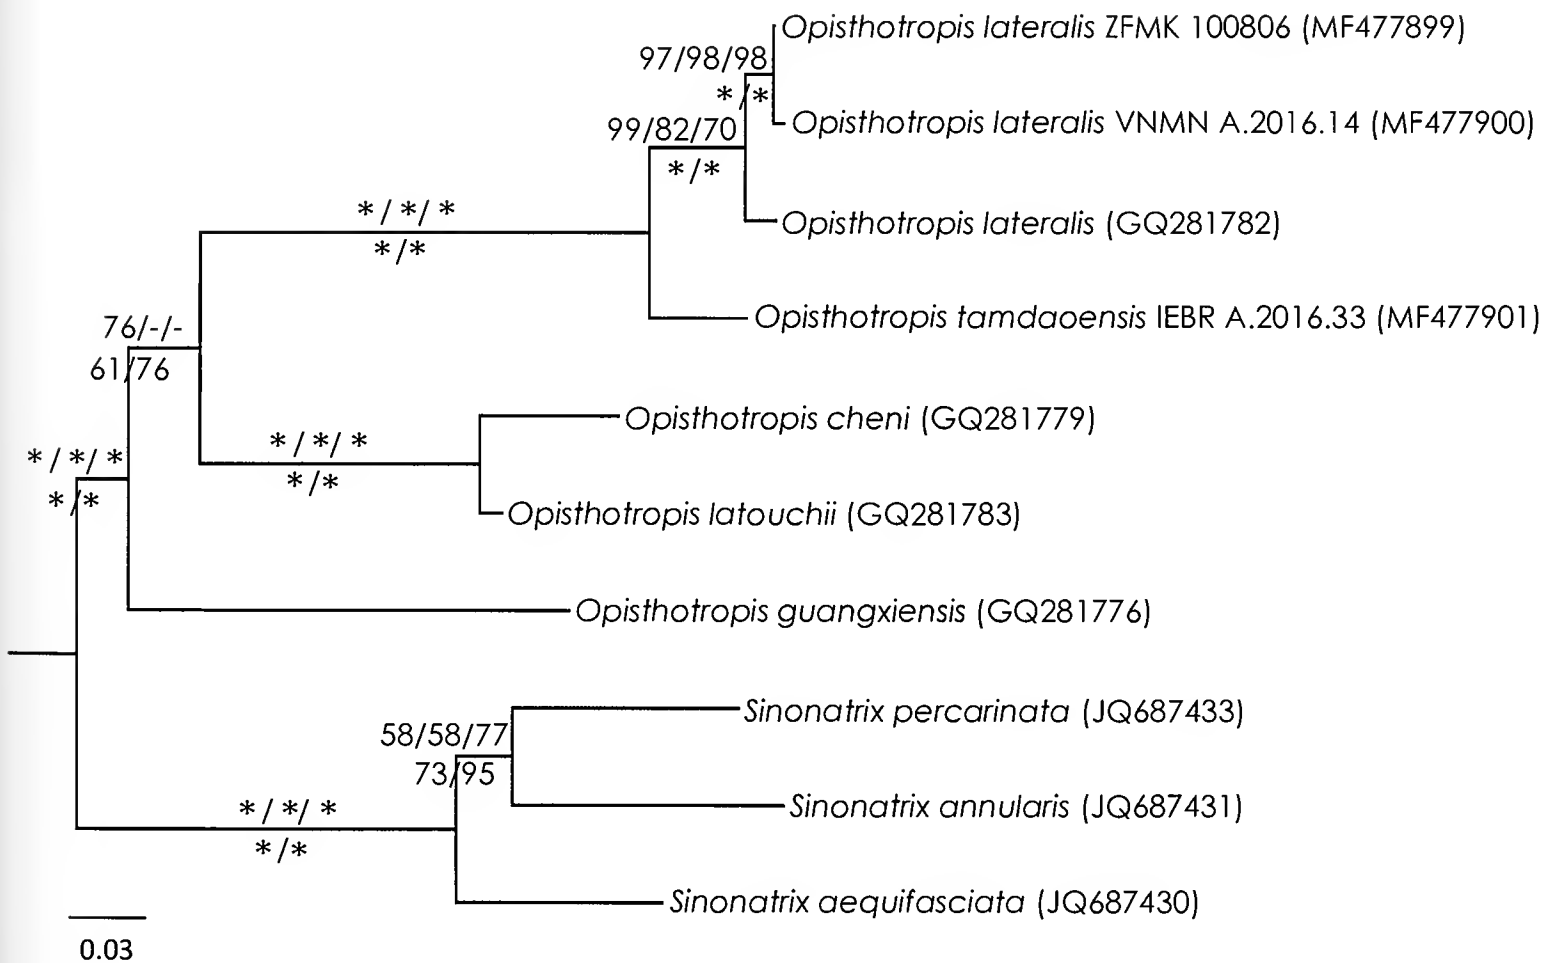 Opisthotropis lateralis ZFMK 100806 (MF477899)
97/98/98
*/*
Opisthotropis lateralis VNMN A.2016.14 (MF477900)
99/82/70
*/*
Opisthotropis lateralis (GQ281782)
*/*/*
*/*
Opisthotropis tamdaoensis IEBR A.2016.33 (MF477901)
76/-/-
61/76
Opisthotropis cheni (GQ281779)
*/*/*
*/*
*/*/*
*/*
Opisthotropis latouchii (GQ281783)
Opisthotropis guangxiensis (GQ281776)
Sinonatrix percarinata (JQ687433)
58/58/77
73/95
Sinonatrix annularis (JQ687431)
*/*/*
*/*
Sinonatrix aequifasciata (JQ687430)
0.03